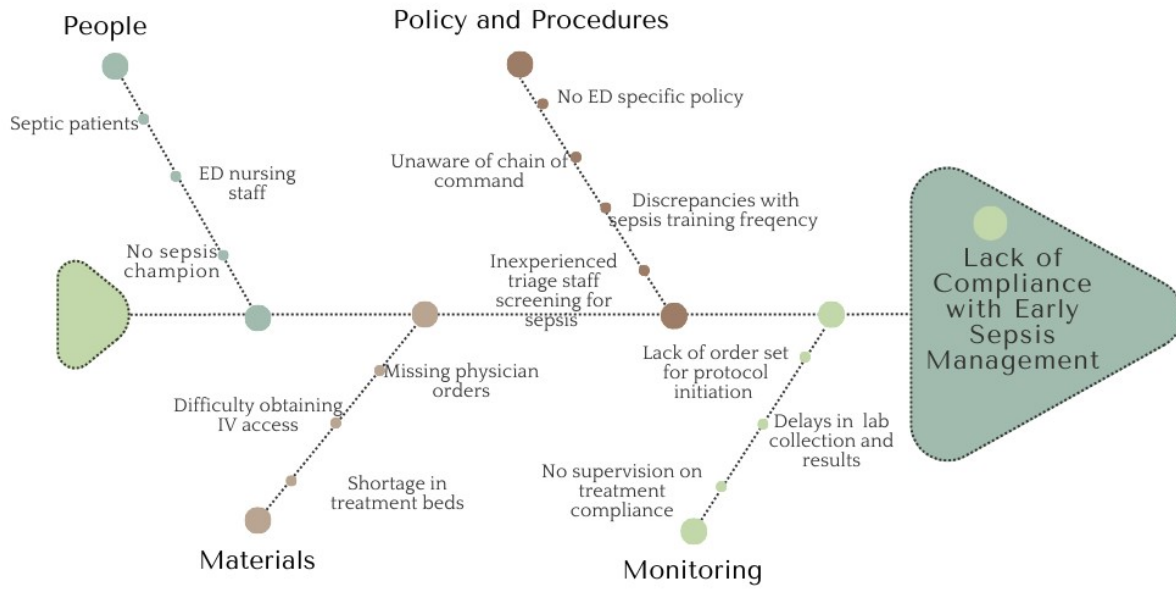 People
Septic patients
ED nursing
staff
No sepsis
champion
Policy and Procedures
No ED specific policy
Unaware of chain of
command
Discrepancies with
sepsis training freqency
Inexperienced
triage staff
screening for
sepsis
Missing physician
orders
Difficulty obtaining
IV access
Shortage in
treatment beds
Materials
Lack of order set
for protocol
initiation
Delays in lab
collection and
results
No supervision on
treatment
compliance
Monitoring
Lack of
Compliance
with Early
Sepsis
Management